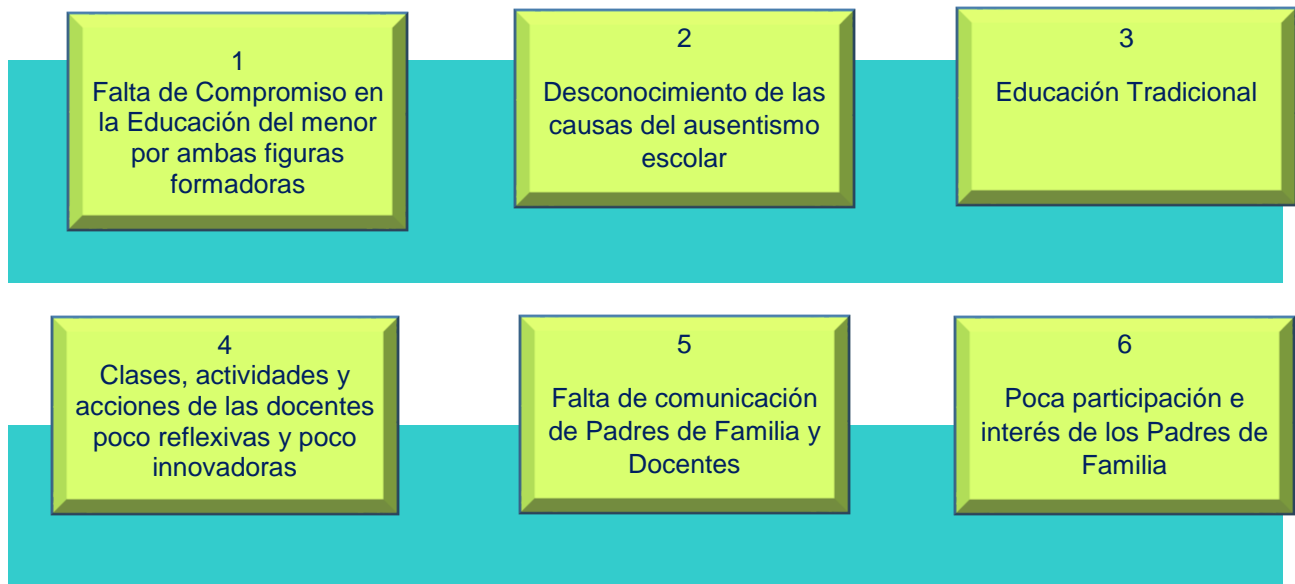 1
Falta de Compromiso en
la Educación del menor
por ambas figuras
formadoras
2
Desconocimiento de las
causas del ausentismo
escolar
3
Educación Tradicional
4
Clases, actividades y
acciones de las docentes
poco reflexivas y poco
innovadoras
5
Falta de comunicación
de Padres de Familia y
Docentes
6
Poca participación e
interés de los Padres de
Familia